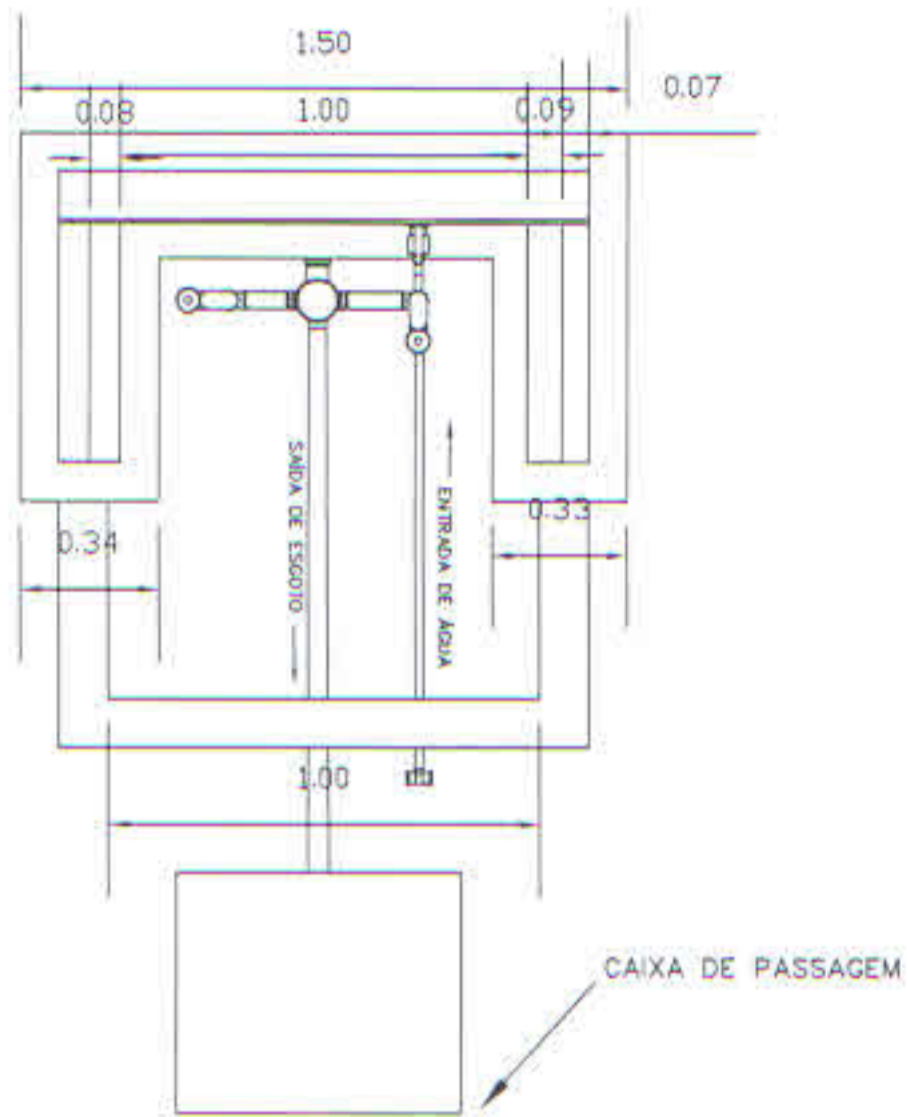 1.50
0.07
0.08
1.00
0.09
SAÍDA DE ESGOTO
ENTRADA DE ÁGUA
0.34
0.33
1.00
CAIXA DE PASSAGEM